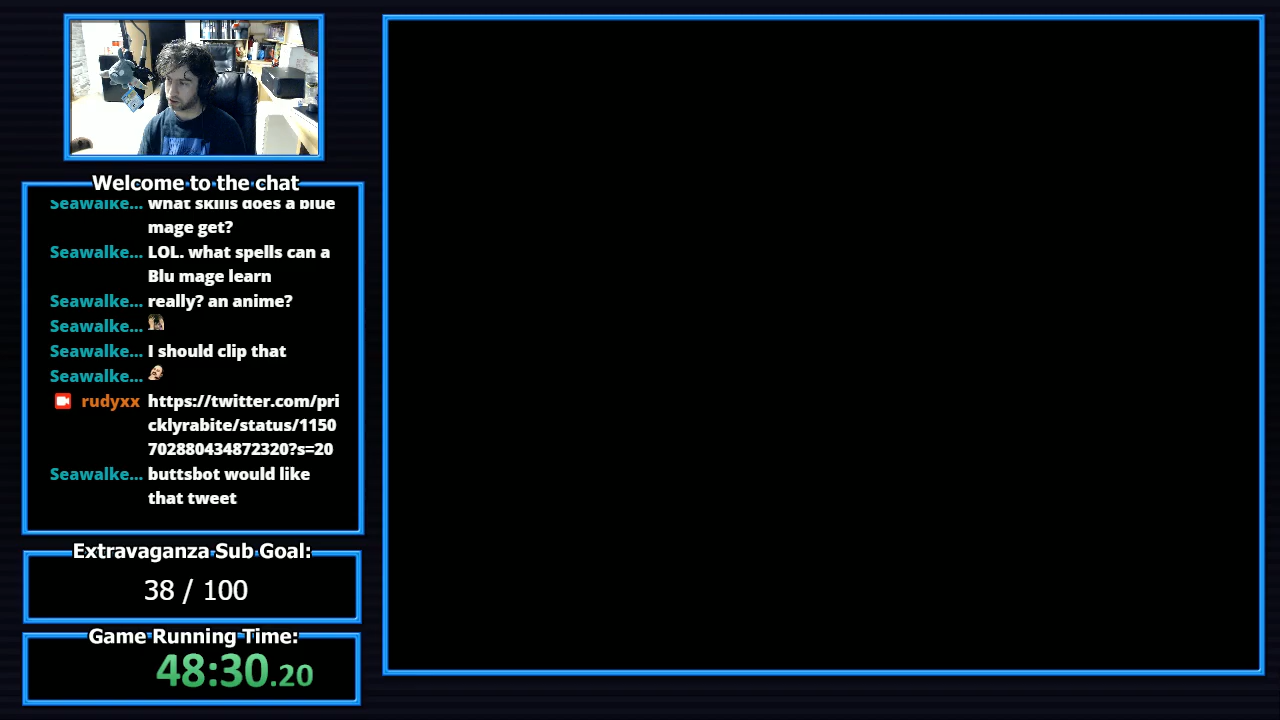 Welcome to the chat
Seawalke... what skills does a blue
mage get?
Seawalke... LOL. what spells can a
Blu mage learn
Seawalke... really? an anime?
Seawalke...
Seawalke... I should clip that
Seawalke...
rudyxx https://twitter.com/pri
cklyrabite/status/1150
702880434872320?s=20
Seawalke... buttsbot would like
that tweet
Extravaganza Sub Goal:
38 / 100
Game Running Time:
48:30.20